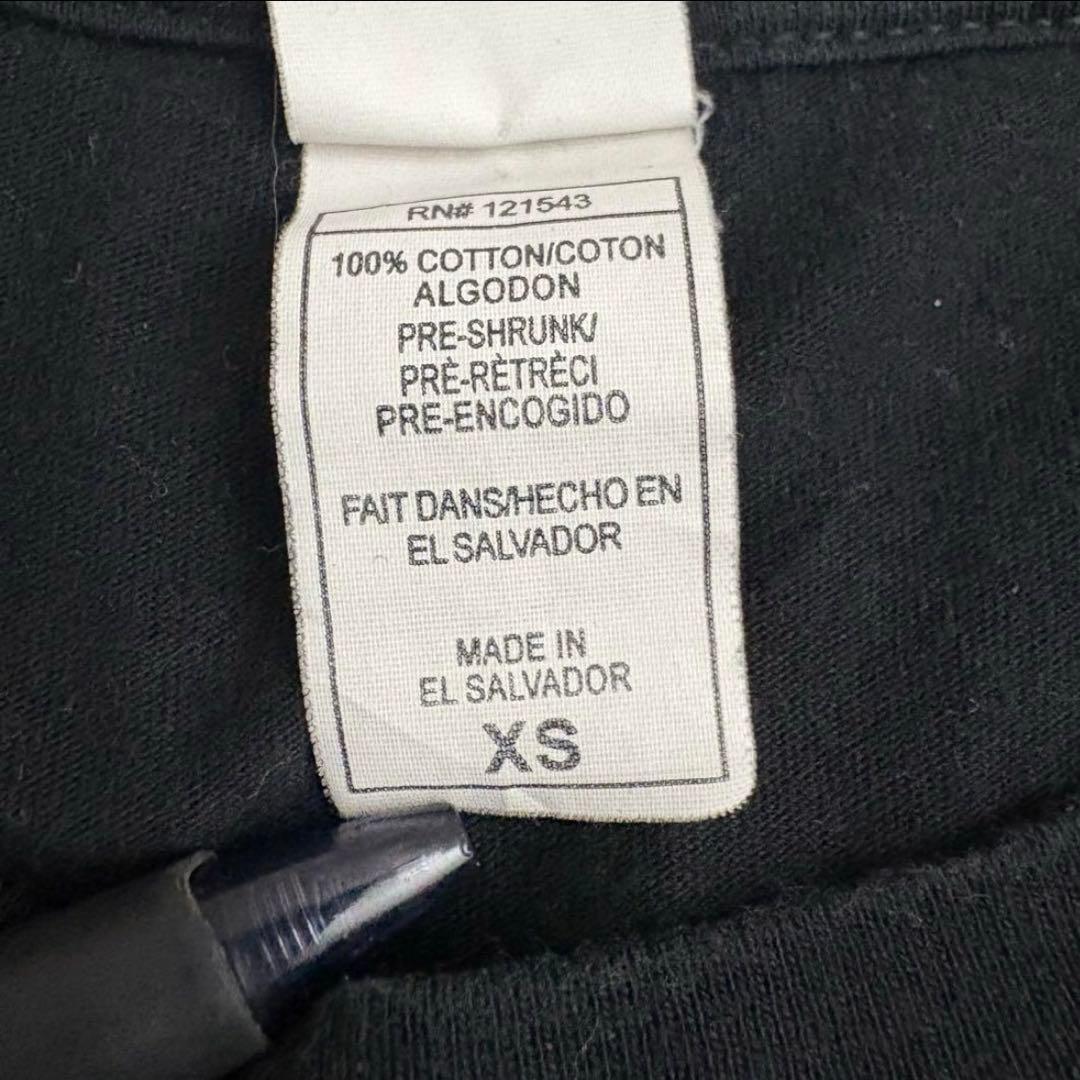 RN# 121543
100% COTTON/COTON
ALGODON
PRE-SHRUNK/
PRÈ-RÈTRÈCI
PRE-ENCOGIDO
FAIT DANS/HECHO EN
EL SALVADOR
MADE IN
EL SALVADOR
XS